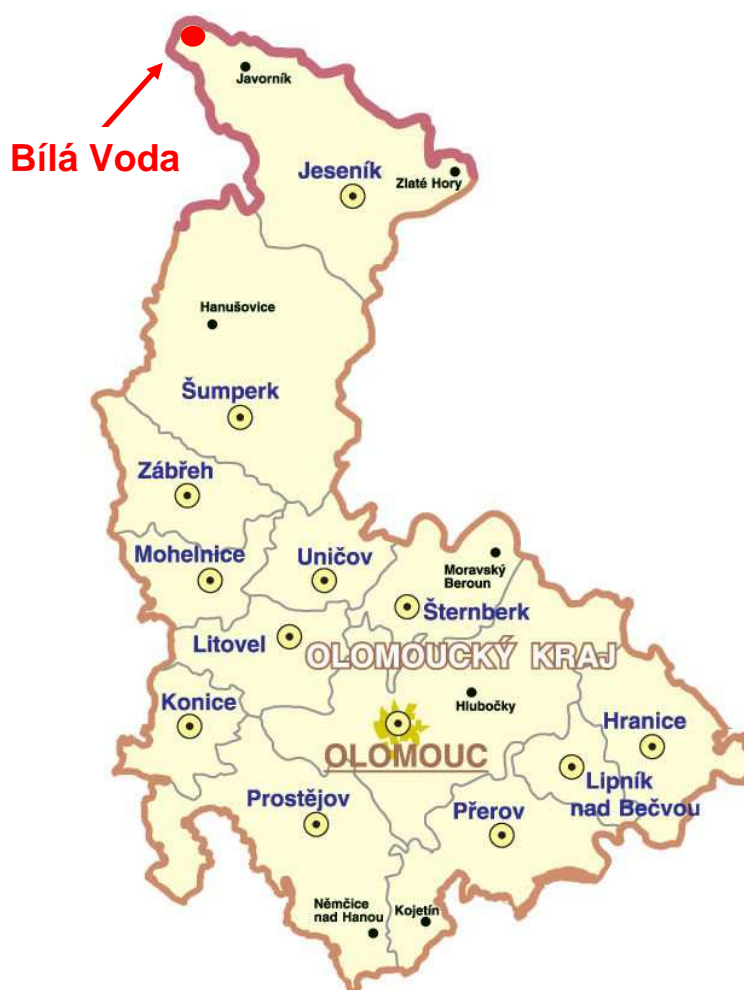 Javorník
Bílá Voda
Jeseník
Zlaté Hory
Hanušovice
Šumperk
Zábřeh
Mohelnice
Uničov
Moravský
Beroun
Šternberk
Litovel
OLOMOUCKÝ KRAJ
Konice
Hlubočky
Hranice
OLOMOUC
Lipník
nad Bečvou
Prostějov
Přerov
Němčice
nad Hanou
Kojetín